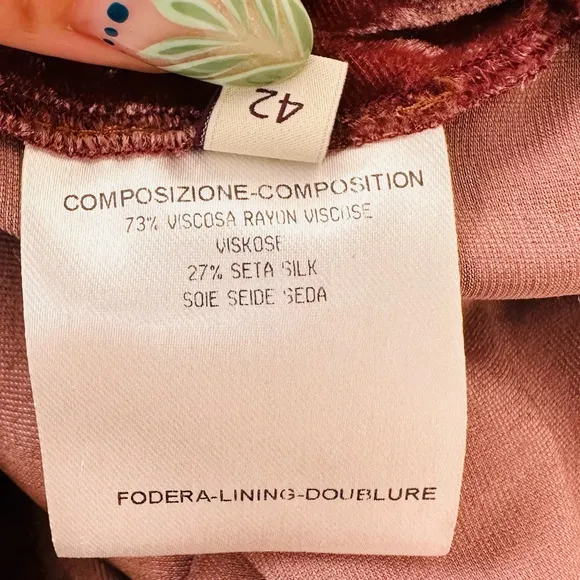 42
COMPOSIZIONE-COMPOSITION
73% VISCOSA RAYON VISCOSE
VISKOSE
27% SETA SILK
SOIE SEIDE SEDA
FODERA-LINING-DOUBLURE